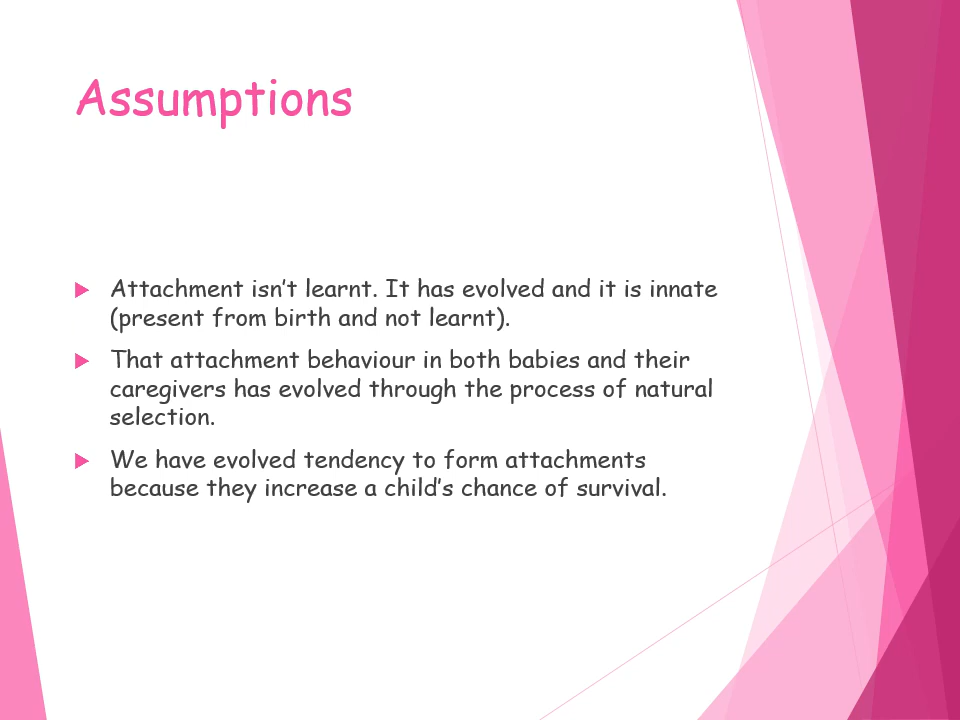 Assumptions
Attachment isn’t learnt. It has evolved and it is innate
(present from birth and not learnt).
That attachment behaviour in both babies and their
caregivers has evolved through the process of natural
selection.
We have evolved tendency to form attachments
because they increase a child’s chance of survival.